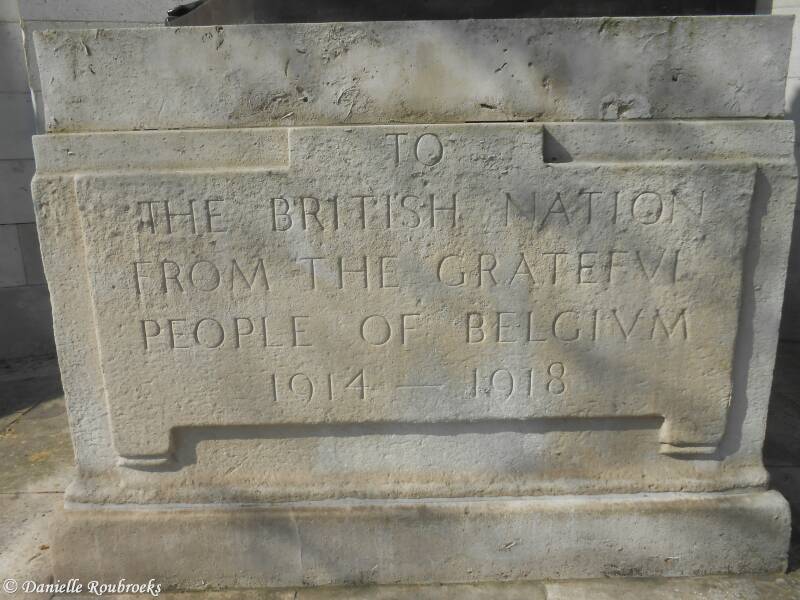 TO
THE BRITISH NATION
FROM THE GRATEFVL
PEOPLE OF BELGIVM
1914 — 1918
© Danielle Roubroeks